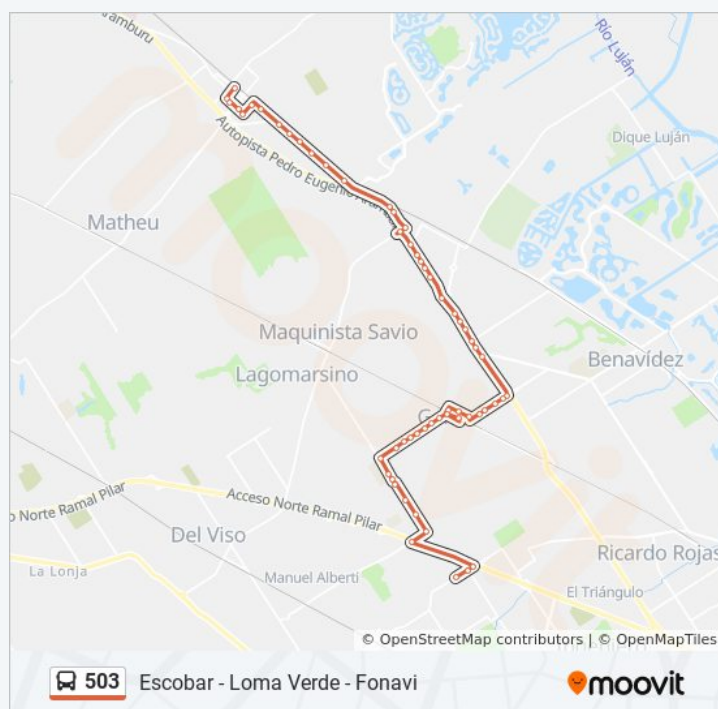 ramburu
Río Luján
Autopista Pedro Eugenio Aramb
Dique Luján
Matheu
Maquinista Savio
Benavídez
Lagomarsino
G
o Norte Ramal Pilar
Acceso Norte Ramal Pilar
Del Viso
Ricardo Rojas
La Lonja
Manuel Alberti
El Triángulo
© OpenStreetMap contributors | © OpenMapTiles
503 Escobar - Loma Verde - Fonavi
moovit